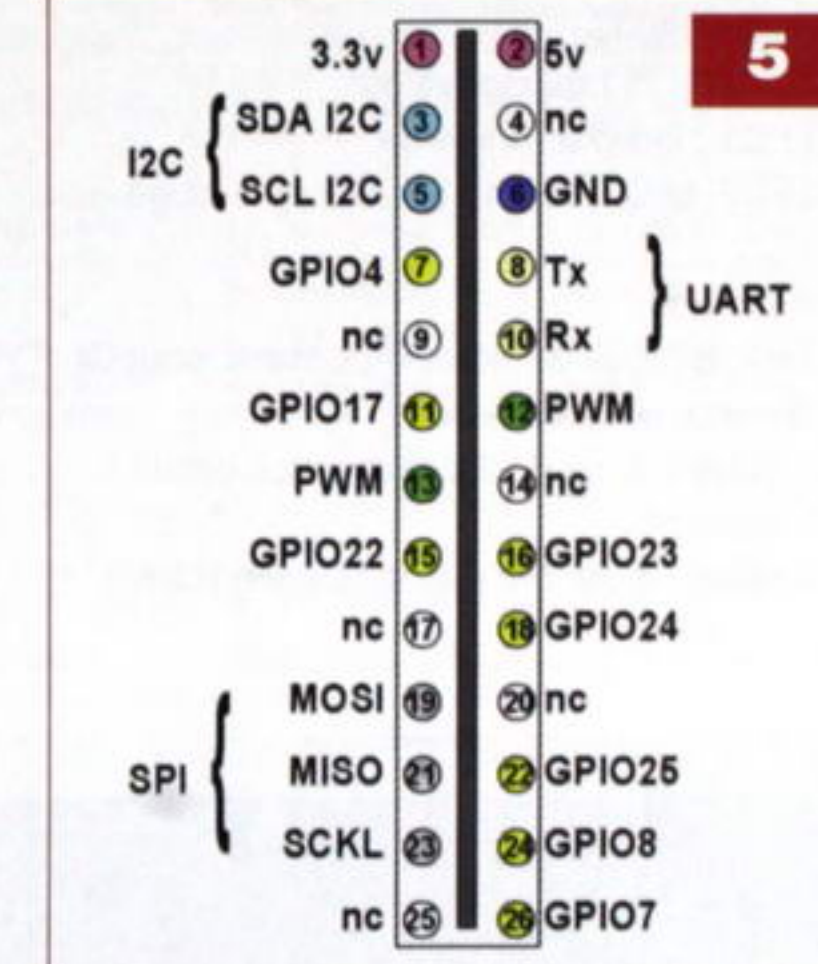 5
3.3v 1 2 5v
SDA I2C 3 4 nc
I2C
SCL I2C 5 6 GND
GPIO4 7 8 Tx
UART
nc 9 10 Rx
GPIO17 11 12 PWM
PWM 13 14 nc
GPIO22 15 16 GPIO23
nc 17 18 GPIO24
MOSI 19 20 nc
SPI
MISO 21 22 GPIO25
SCKL 23 24 GPIO8
nc 25 26 GPIO7